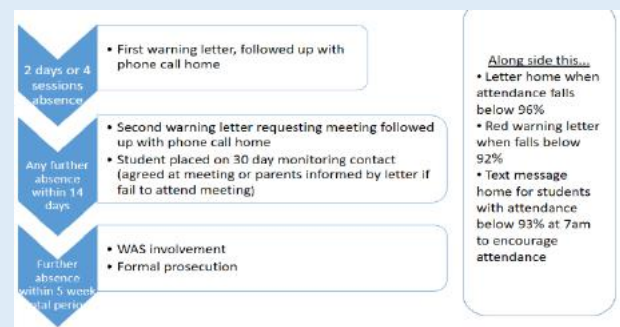 2 days or 4
sessions
absence
• First warning letter, followed up with
phone call home
Any further
absence
within 14
days
• Second warning letter requesting meeting followed
up with phone call home
• Student placed on 30 day monitoring contact
(agreed at meeting or parents informed by letter if
fail to attend meeting)
Further
absence
within 5 week
total period
• WAS involvement
• Formal prosecution
Along side this...
• Letter home when
attendance falls
below 96%
• Red warning letter
when falls below
92%
• Text message
home for students
with attendance
below 93% at 7am
to encourage
attendance